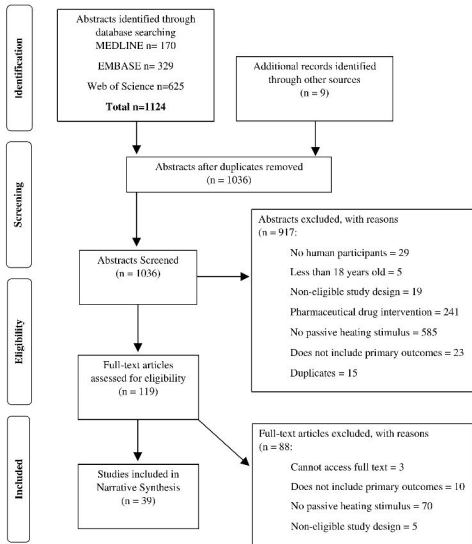 Identification
Abstracts identified through
database searching
MEDLINE n= 170
EMBASE n= 329
Web of Science n=625
Total n=1124
Additional records identified
through other sources
(n = 9)
Screening
Abstracts after duplicates removed
(n = 1036)
Abstracts Screened
(n = 1036)
Abstracts excluded, with reasons
(n = 917:
No human participants = 29
Less than 18 years old = 5
Non-eligible study design = 19
Pharmaceutical drug intervention = 241
No passive heating stimulus = 585
Does not include primary outcomes = 23
Duplicates = 15
Eligibility
Full-text articles
assessed for eligibility
(n = 119)
Included
Studies included in
Narrative Synthesis
(n = 39)
Full-text articles excluded, with reasons
(n = 88:
Cannot access full text = 3
Does not include primary outcomes = 10
No passive heating stimulus = 70
Non-eligible study design = 5